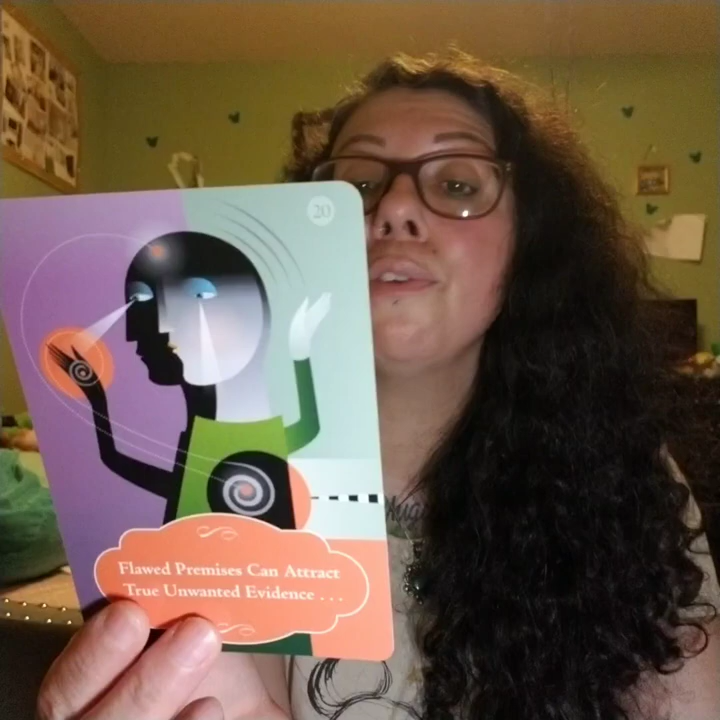 20
Flawed Premises Can Attract
True Unwanted Evidence . . .